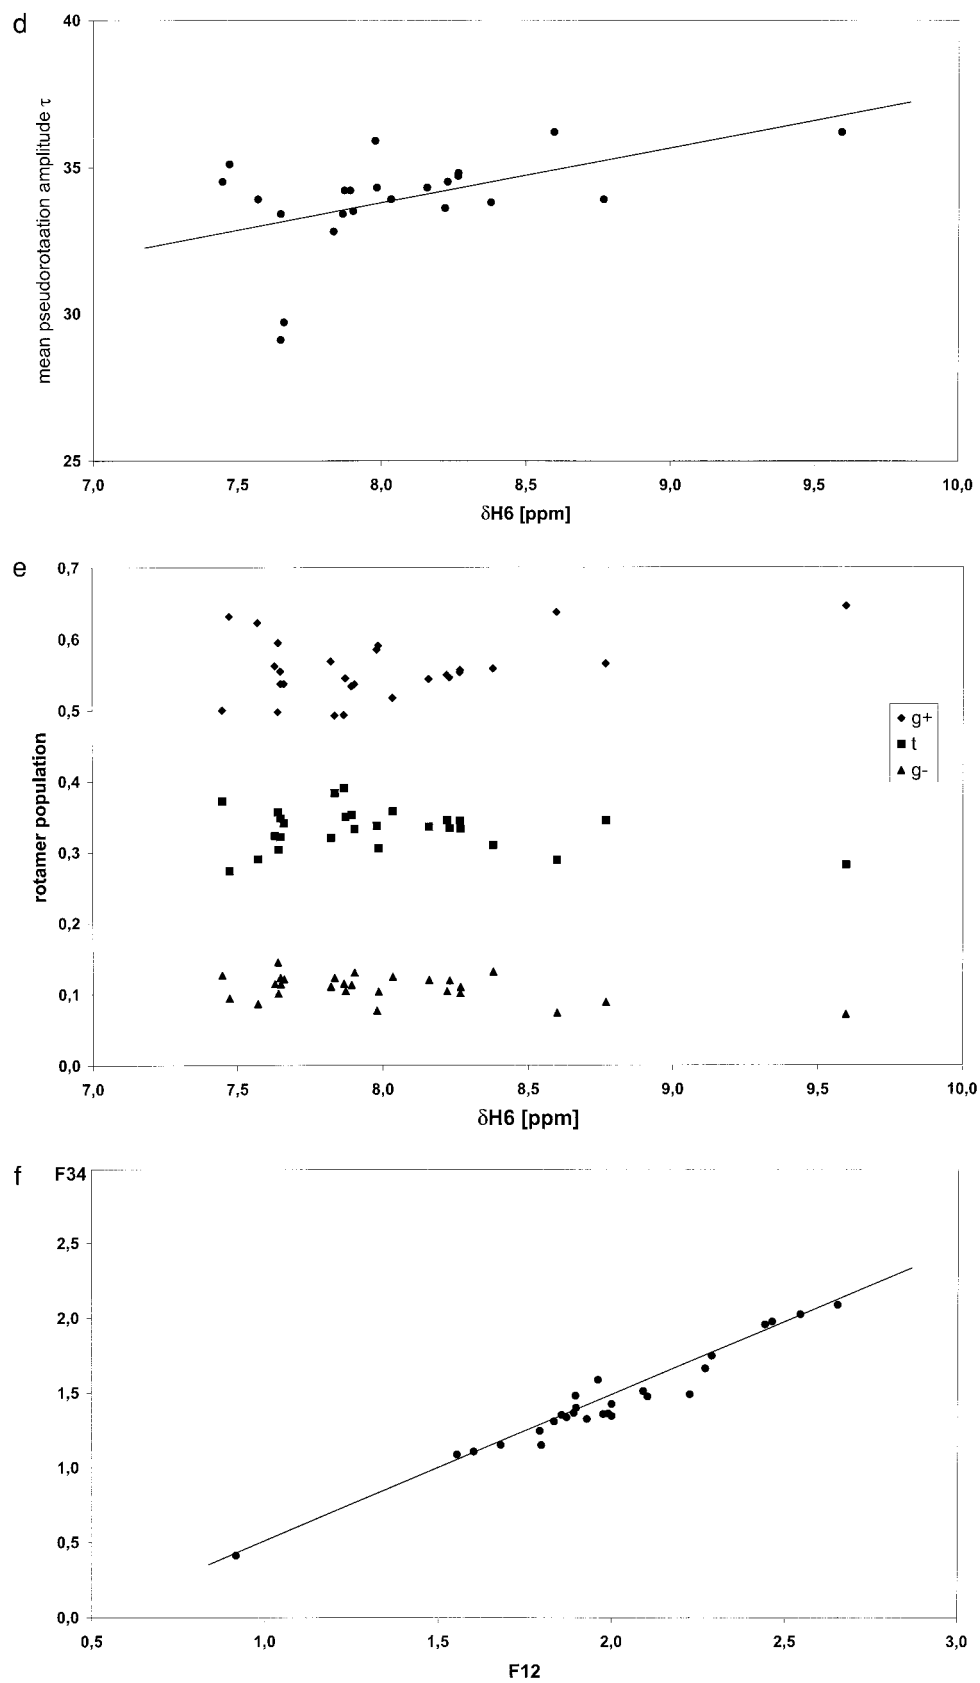 d
40
35
30
25
mean pseudorotaation amplitude τ
7,0 7,5 8,0 8,5 9,0 9,5 10,0
δH6 [ppm]
e
0,7
0,6
0,5
0,4
0,3
0,2
0,1
0,0
rotamer population
g+
t
g-
7,0 7,5 8,0 8,5 9,0 9,5 10,0
δH6 [ppm]
f
F34
2,5
2,0
1,5
1,0
0,5
0,0
0,5 1,0 1,5 2,0 2,5 3,0
F12